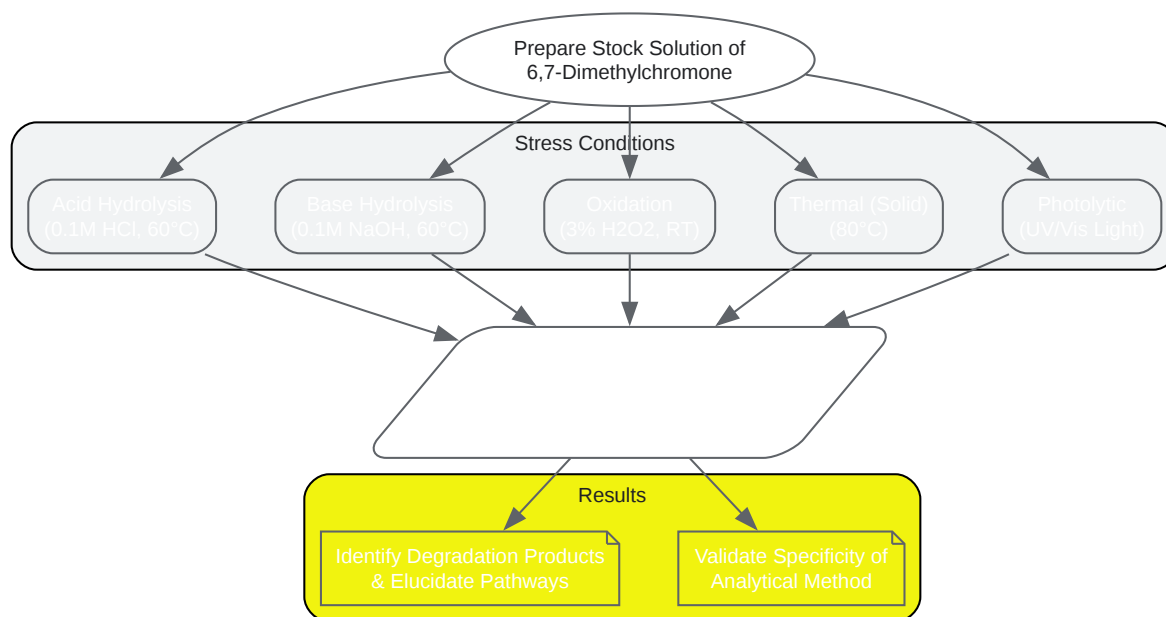 Prepare Stock Solution of
6,7-Dimethylchromone
Stress Conditions
Acid Hydrolysis
(0.1M HCl, 60°C)
Base Hydrolysis
(0.1M NaOH, 60°C)
Oxidation
(3% H2O2, RT)
Thermal (Solid)
(80°C)
Photolytic
(UV/Vis Light)
Results
Identify Degradation Products
& Elucidate Pathways
Validate Specificity of
Analytical Method